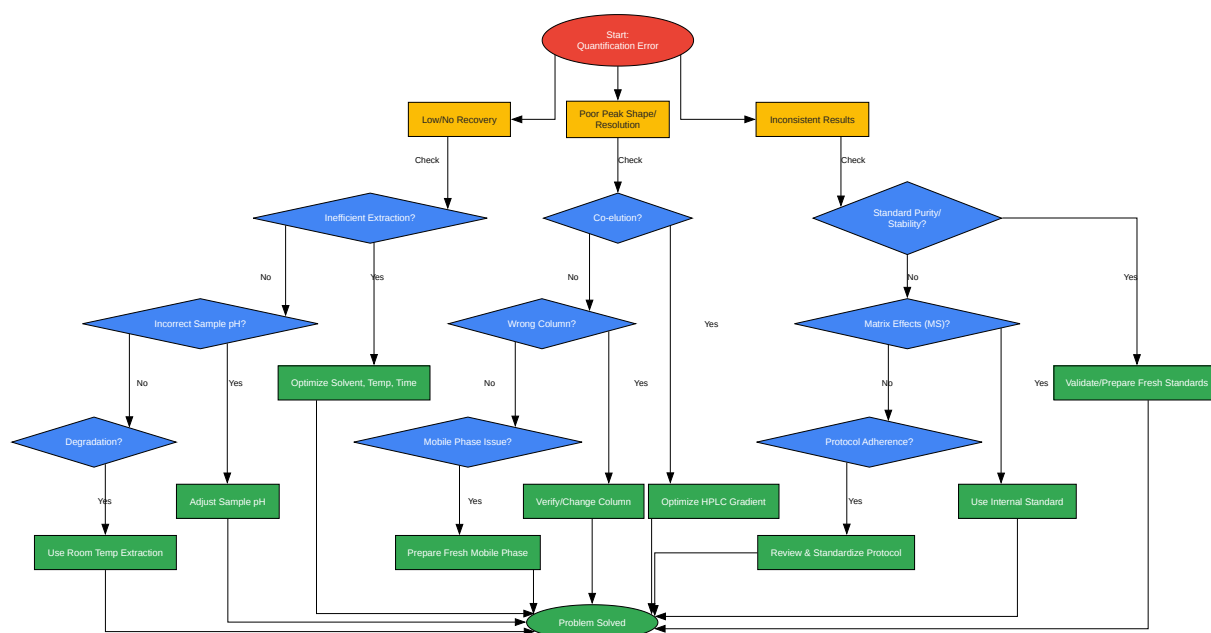 Start:
Quantification Error
Low/No Recovery
Poor Peak Shape/
Resolution
Inconsistent Results
Check
Check
Check
Inefficient Extraction?
Co-elution?
Standard Purity/
Stability?
No
Yes
No
No
Yes
Incorrect Sample pH?
Wrong Column?
Yes
Matrix Effects (MS)?
No
Yes
Optimize Solvent, Temp, Time
No
Yes
No
Yes
Validate/Prepare Fresh Standards
Degradation?
Mobile Phase Issue?
Protocol Adherence?
Yes
Adjust Sample pH
Yes
Verify/Change Column
Optimize HPLC Gradient
Yes
Use Internal Standard
Use Room Temp Extraction
Prepare Fresh Mobile Phase
Review & Standardize Protocol
Problem Solved